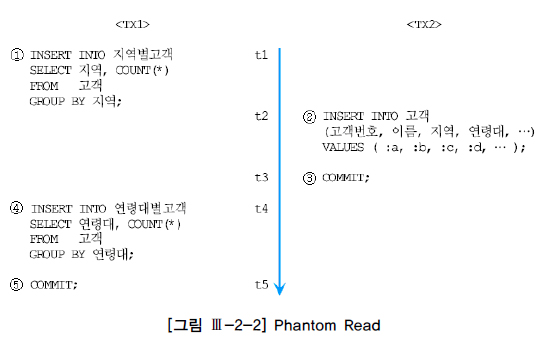 <TX1> <TX2>
① INSERT INTO 지역별고객 t1
SELECT 지역, COUNT(*)
FROM 고객
GROUP BY 지역;
t2 ② INSERT INTO 고객
(고객번호, 이름, 지역, 연령대, …)
VALUES ( :a, :b, :c, :d, … );
t3 ③ COMMIT;
④ INSERT INTO 연령대별고객 t4
SELECT 연령대, COUNT(*)
FROM 고객
GROUP BY 연령대;
⑤ COMMIT; t5
[그림 Ⅲ-2-2] Phantom Read